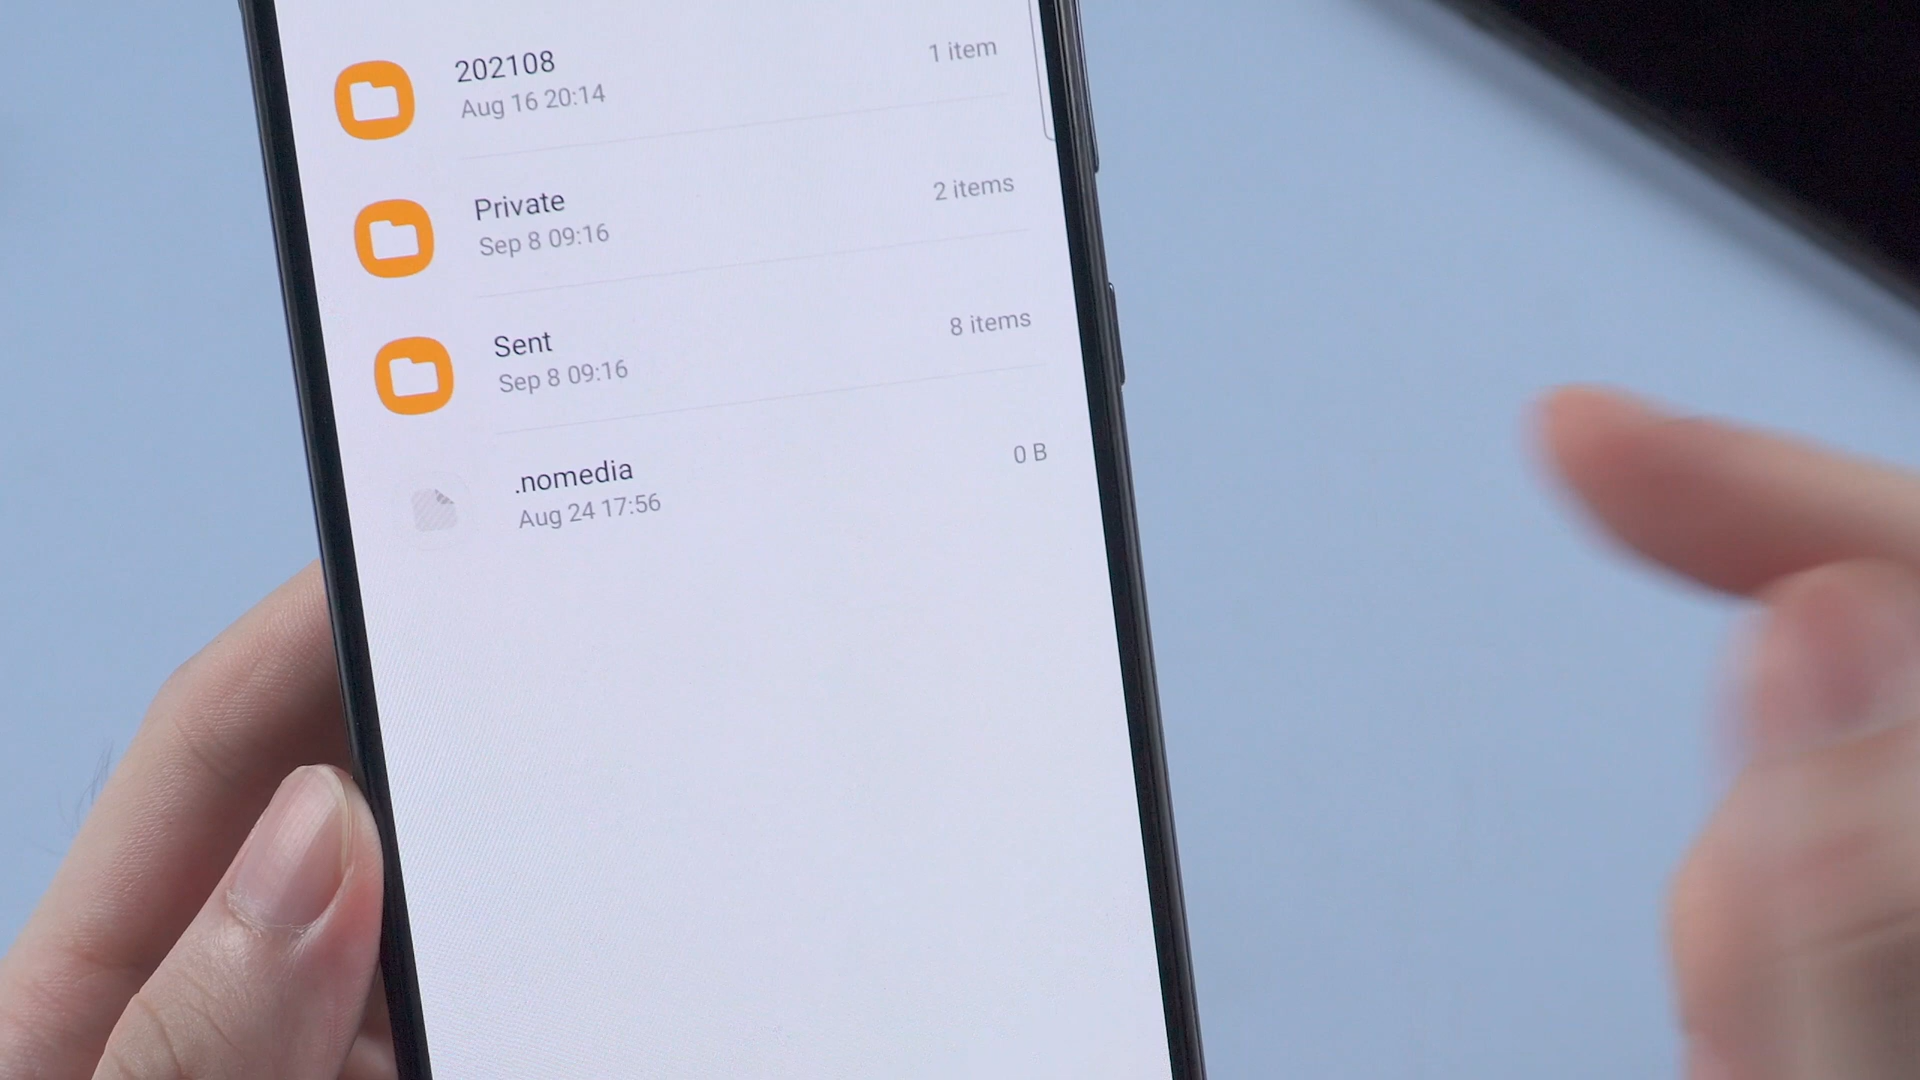 202108
Aug 16 20:14
1 item
Private
Sep 8 09:16
2 items
Sent
Sep 8 09:16
8 items
.nomedia
Aug 24 17:56
0 B